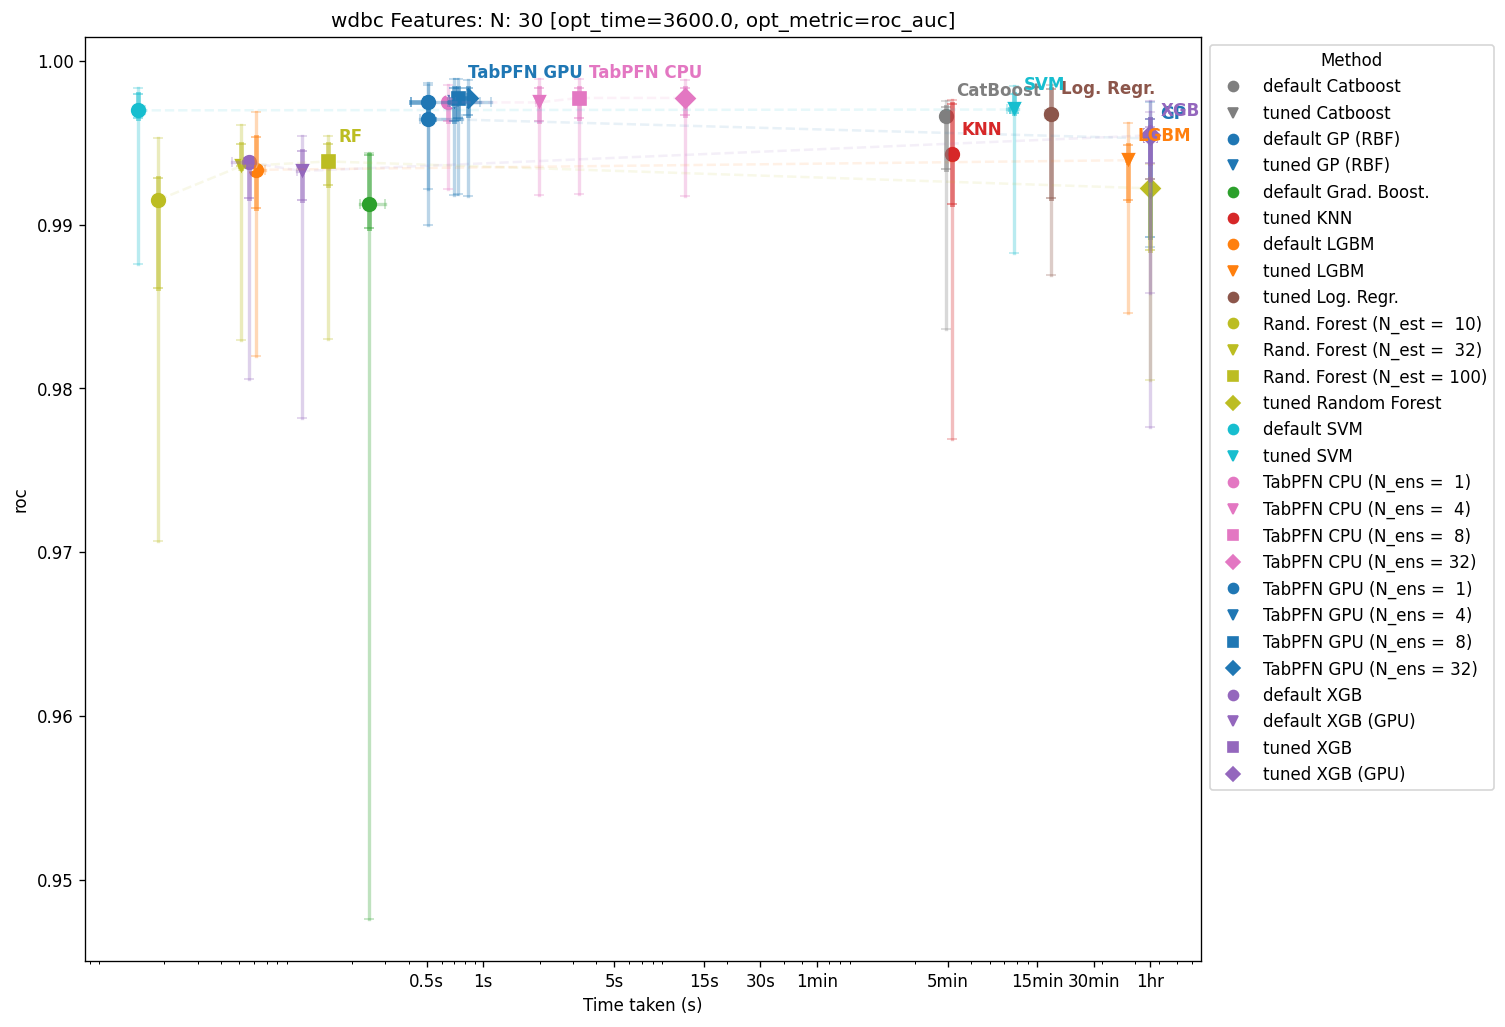 wdbc Features: N: 30 [opt_time=3600.0, opt_metric=roc_auc]
1.00
0.99
0.98
0.97
0.96
0.95
roc
TabPFN GPU
TabPFN CPU
CatBoost
SVM
Log. Regr.
XGB
GP
KNN
LGBM
RF
0.5s
1s
5s
15s
30s
1min
5min
15min
30min
1hr
Time taken (s)
Method
default Catboost
tuned Catboost
default GP (RBF)
tuned GP (RBF)
default Grad. Boost.
tuned KNN
default LGBM
tuned LGBM
tuned Log. Regr.
Rand. Forest (N_est =  10)
Rand. Forest (N_est =  32)
Rand. Forest (N_est = 100)
tuned Random Forest
default SVM
tuned SVM
TabPFN CPU (N_ens =  1)
TabPFN CPU (N_ens =  4)
TabPFN CPU (N_ens =  8)
TabPFN CPU (N_ens = 32)
TabPFN GPU (N_ens =  1)
TabPFN GPU (N_ens =  4)
TabPFN GPU (N_ens =  8)
TabPFN GPU (N_ens = 32)
default XGB
default XGB (GPU)
tuned XGB
tuned XGB (GPU)